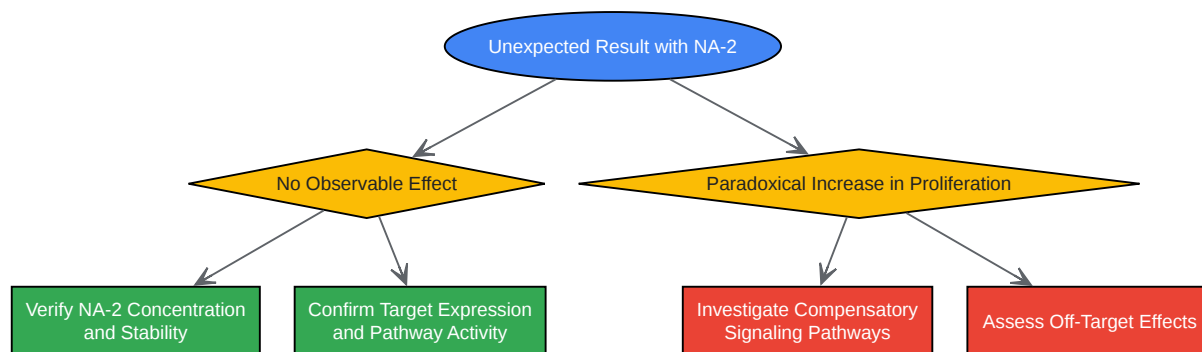 Unexpected Result with NA-2
No Observable Effect
Paradoxical Increase in Proliferation
Verify NA-2 Concentration
and Stability
Confirm Target Expression
and Pathway Activity
Investigate Compensatory
Signaling Pathways
Assess Off-Target Effects